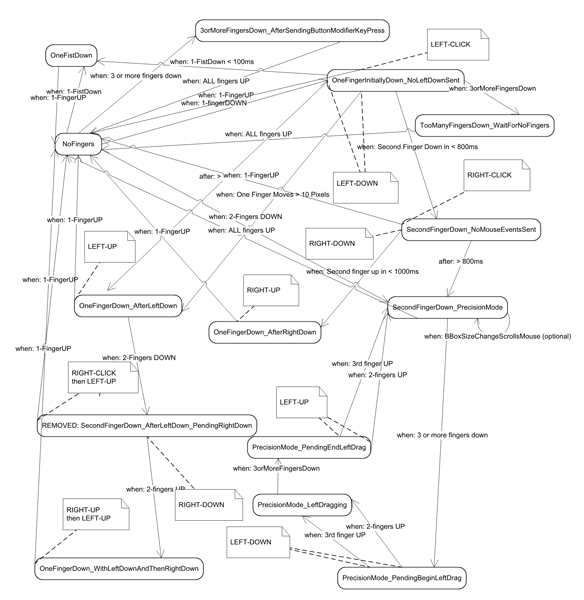 3orMoreFingersDown_AfterSendingButtonModifierKeyPress
LEFT-CLICK
OneFistDown
when: 1-FistDown < 100ms
when: 3 or more fingers down
when: ALL fingers UP
OneFingerInitiallyDown_NoLeftDownSent
when: 3orMoreFingersDown
when: 1-FistDown
when: 1-FingerUP
when: 1-FingerUP
when: 1-fingerDOWN
TooManyFingersDown_WaitForNoFingers
when: ALL fingers UP
NoFingers
when: Second Finger Down in < 800ms
RIGHT-CLICK
after: >
when: 1-FingerUP
LEFT-DOWN
when: One Finger Moves > 10 Pixels
when: 1-FingerUP
when: 2-Fingers DOWN
when: 1-FingerUP
when: ALL fingers UP
SecondFingerDown_NoMouseEventsSent
LEFT-UP
RIGHT-DOWN
after: > 800ms
when: Second finger up in < 1000ms
when: 1-FingerUP
RIGHT-UP
OneFingerDown_AfterLeftDown
SecondFingerDown_PrecisionMode
OneFingerDown_AfterRightDown
when: BBoxSizeChangeScrollsMouse (optional)
when: 1-FingerUP
when: 2-Fingers DOWN
when: 3rd finger UP
when: 2-fingers UP
RIGHT-CLICK
then LEFT-UP
LEFT-UP
REMOVED: SecondFingerDown_AfterLeftDown_PendingRightDown
when: 3 or more fingers down
PrecisionMode_PendingEndLeftDrag
when: 3orMoreFingersDown
when: 2-fingers UP
RIGHT-DOWN
PrecisionMode_LeftDragging
RIGHT-UP
then LEFT-UP
when: 2-fingers UP
when: 3rd finger UP
LEFT-DOWN
OneFingerDown_WithLeftDownAndThenRightDown
PrecisionMode_PendingBeginLeftDrag